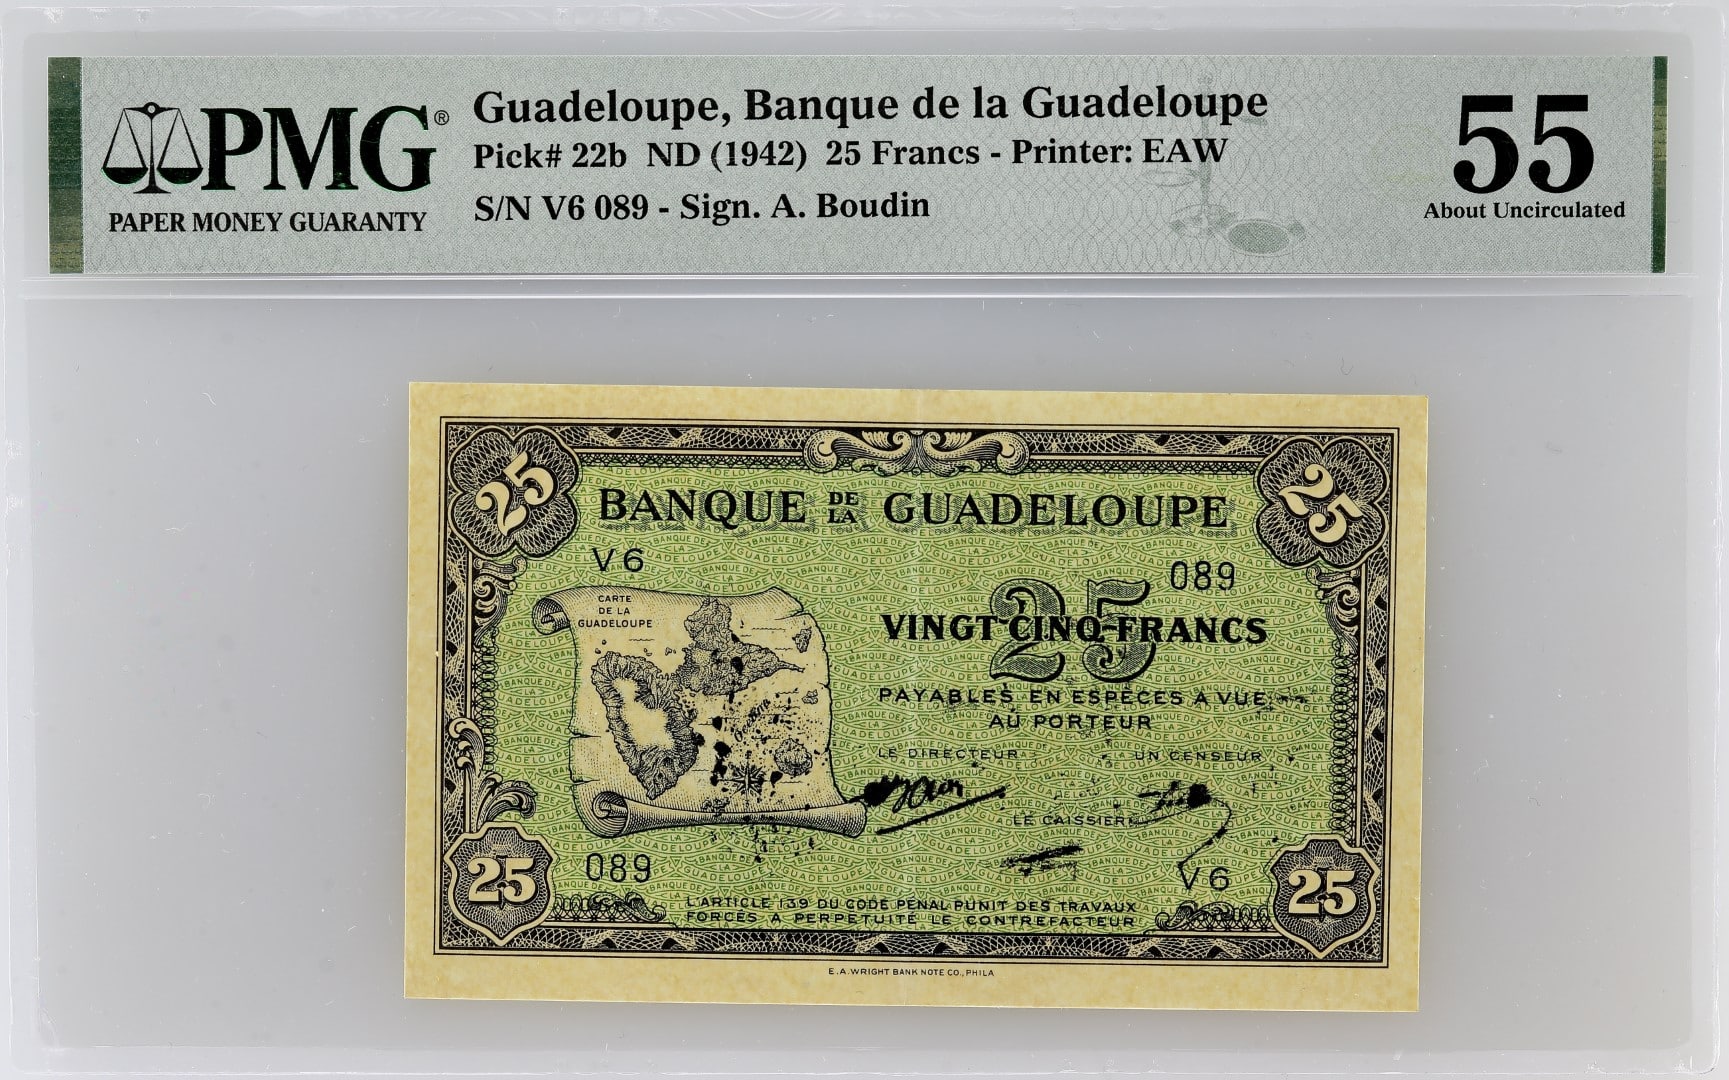 PMG®
PAPER MONEY GUARANTY
Guadeloupe, Banque de la Guadeloupe
Pick# 22b ND (1942) 25 Francs - Printer: EAW
S/N V6 089 - Sign. A. Boudin
55
About Uncirculated
25
25
BANQUE DE LA GUADELOUPE
V6
089
CARTE
DE LA
GUADELOUPE
25
VINGT-CINQ-FRANCS
PAYABLES EN ESPÈCES A VUE
AU PORTEUR
LE DIRECTEUR
UN CENSEUR
LE CAISSIER
089
V6
25
25
L'ARTICLE 139 DU CODE PENAL PUNIT DES TRAVAUX
FORCÉS A PERPETUITÉ LE CONTREFACTEUR
E.A.WRIGHT BANK NOTE CO., PHILA